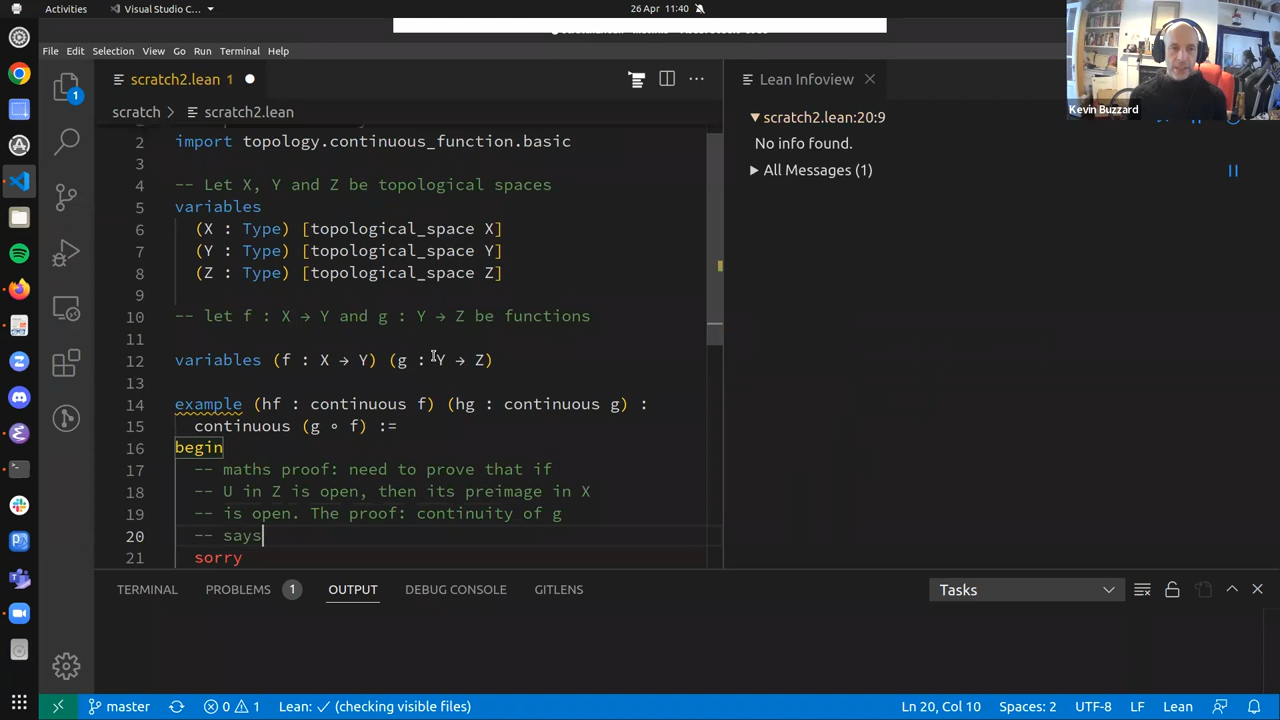 Activities
Visual Studio C...
26 Apr 11:40
File Edit Selection View Go Run Terminal Help
scratch2.lean 1
Lean Infoview
Kevin Buzzard
scratch > scratch2.lean
scratch2.lean:20:9
No info found.
All Messages (1)
2 import topology.continuous_function.basic
3
4 -- Let X, Y and Z be topological spaces
5 variables
6 (X : Type) [topological_space X]
7 (Y : Type) [topological_space Y]
8 (Z : Type) [topological_space Z]
9
10 -- let f : X → Y and g : Y → Z be functions
11
12 variables (f : X → Y) (g : Y → Z)
13
14 example (hf : continuous f) (hg : continuous g) :
15 continuous (g ∘ f) :=
16 begin
17 -- maths proof: need to prove that if
18 -- U in Z is open, then its preimage in X
19 -- is open. The proof: continuity of g
20 -- says
21 sorry
TERMINAL PROBLEMS 1 OUTPUT DEBUG CONSOLE GITLENS
Tasks
1
master
0 1
Lean: ✓ (checking visible files)
Ln 20, Col 10 Spaces: 2 UTF-8 LF Lean